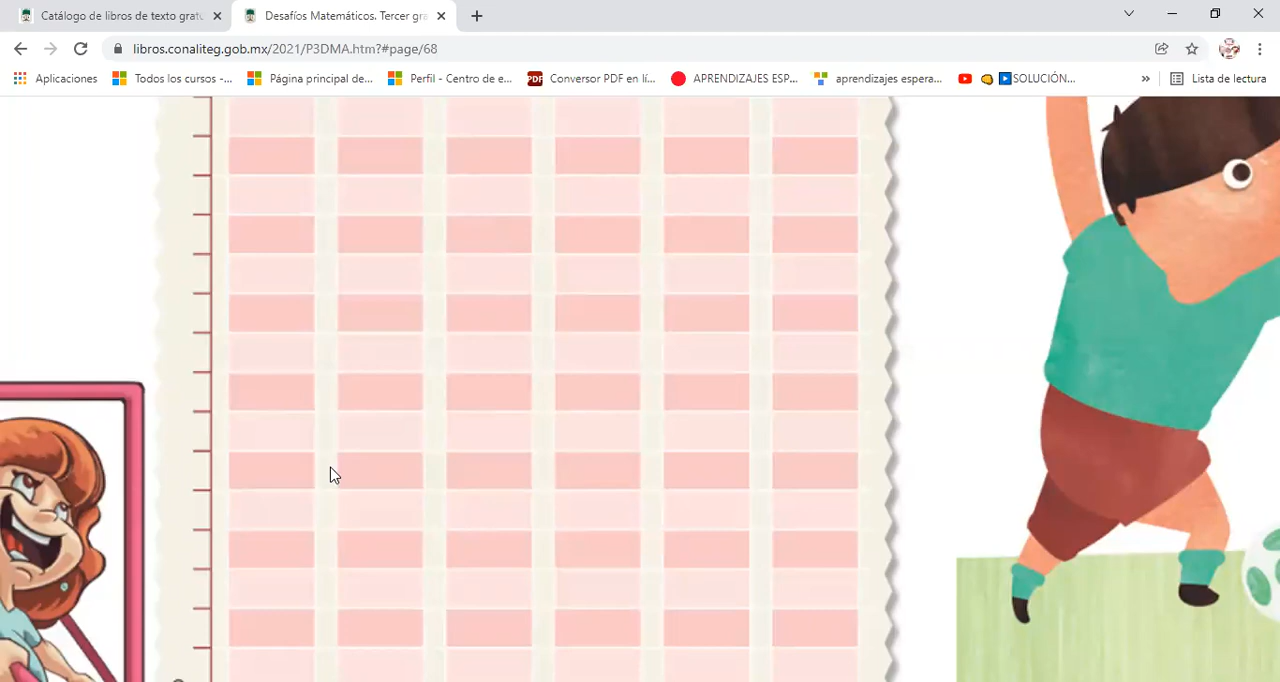 Catálogo de libros de texto gratu
Desafíos Matemáticos. Tercer gra
libros.conaliteg.gob.mx/2021/P3DMA.htm?#page/68
Aplicaciones
Todos los cursos -...
Página principal de...
Perfil - Centro de e...
PDF
Conversor PDF en lí...
APRENDIZAJES ESP...
aprendizajes espera...
SOLUCIÓN...
»
Lista de lectura